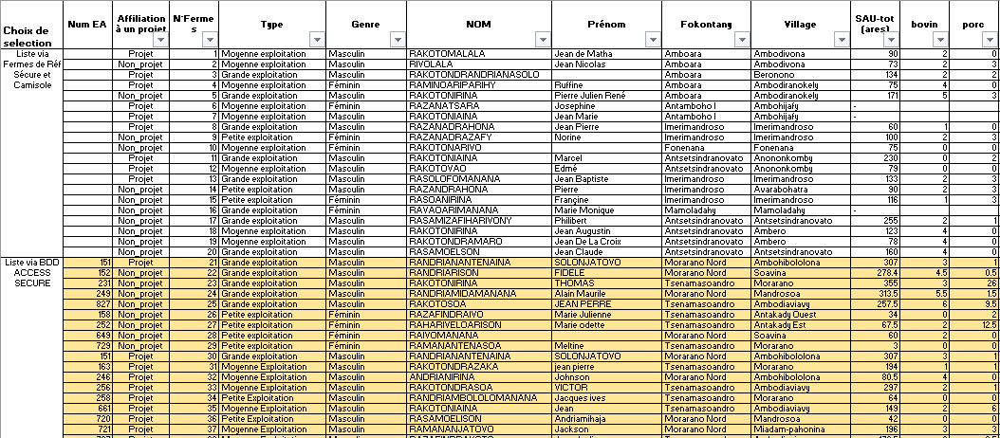 Choix de selection | Num EA | Affiliation à un projet | N°Fermes | Type | Genre | NOM | Prénom | Fokontany | Village | SAU-tot (ares) | bovin | porc
Liste via Fermes de Réf Sécure et Camisole | Projet | 1 | Moyenne exploitation | Masculin | RAKOTOMALALA | Jean de Matha | Amboara | Ambodivona | 90 | 2 | 0
Non_projet | 2 | Moyenne exploitation | Masculin | RIVOLALA | Jean Nicolas | Amboara | Ambodivona | 73 | 2 | 3
Projet | 3 | Grande exploitation | Masculin | RAKOTONDRANDRIANASOLO | Amboara | Beronono | 134 | 2 | 2
Projet | 4 | Moyenne exploitation | Féminin | RAMINOARIPARIHY | Ruffine | Amboara | Ambodiranokely | 75 | 4 | 0
Non_projet | 5 | Grande exploitation | Masculin | RAKOTONIRINA | Pierre Julien René | Amboara | Ambodiranokely | 171 | 5 | 3
Projet | 6 | Moyenne exploitation | Féminin | RAZANATSARA | Josephine | Antamboho I | Ambohijafy | -
Projet | 7 | Moyenne exploitation | Masculin | RAKOTONIAINA | Jean Marie | Antamboho I | Ambohijafy | -
Projet | 8 | Grande exploitation | Masculin | RAZANADRAHONA | Jean Pierre | Imerimandroso | Imerimandroso | 60 | 1 | 0
Non_projet | 9 | Petite exploitation | Féminin | RAZANADRAZAFY | Norine | Imerimandroso | Imerimandroso | 100 | 2 | 3
Non_projet | 10 | Moyenne exploitation | Féminin | RAKOTONARIVO | Fonenana | Fonenana | 75 | 0 | 0
Projet | 11 | Grande exploitation | Masculin | RAKOTONIAINA | Marcel | Antsetsindranovato | Anononkomby | 230 | 0 | 2
Projet | 12 | Moyenne exploitation | Masculin | RAKOTOVAO | Edmé | Antsetsindranovato | Anononkomby | 79 | 0 | 0
Projet | 13 | Grande exploitation | Masculin | RASOLOFOMANANA | Jean Baptiste | Imerimandroso | Imerimandroso | 133 | 2 | 3
Non_projet | 14 | Petite exploitation | Masculin | RAZANDRAHONA | Pierre | Imerimandroso | Avarabohatra | 90 | 2 | 3
Non_projet | 15 | Petite exploitation | Féminin | RASOANIRINA | Françine | Imerimandroso | Imerimandroso | 116 | 1 | 3
Non_projet | 16 | Grande exploitation | Féminin | RAVAOARIMANANA | Marie Monique | Mamoladahy | Mamoladahy | -
Non_projet | 17 | Grande exploitation | Masculin | RASAMIZAFIHARIVONY | Philibert | Antsetsindranovato | Antsetsindranovato | 255 | 2 | 1
Non_projet | 18 | Moyenne exploitation | Masculin | RAKOTONIRINA | Jean Augustin | Antsetsindranovato | Ambero | 123 | 4 | 0
Non_projet | 19 | Moyenne exploitation | Masculin | RAKOTONDRAMARO | Jean De La Croix | Antsetsindranovato | Ambero | 78 | 4 | 0
Non_projet | 20 | Grande exploitation | Masculin | RASAMOELSON | Jean Claude | Antsetsindranovato | Antsetsindranovato | 160 | 4 | 0
Liste via BDD ACCESS SECURE | 151 | Projet | 21 | Grande exploitation | Masculin | RANDRIANANTENAINA | SOLONJATOVO | Morarano Nord | Ambohibololona | 307 | 3 | 1
152 | Non_projet | 22 | Grande exploitation | Masculin | RANDRIARISON | FIDELE | Morarano Nord | Soavina | 278.4 | 4.5 | 0.5
231 | Non_projet | 23 | Grande exploitation | Masculin | RAKOTONIRINA | THOMAS | Tsenamasoandro | Morarano | 355 | 3 | 26
249 | Non_projet | 24 | Grande exploitation | Masculin | RANDRIAMIDAMANANA | Alain Maurile | Morarano Nord | Mandrosoa | 313.5 | 5.5 | 1.5
827 | Non_projet | 25 | Grande exploitation | Masculin | RAKOTOSOA | JEAN PERRE | Tsenamasoandro | Ambodiaviavy | 257.5 | 6 | 9.5
158 | Non_projet | 26 | Petite exploitation | Féminin | RAZAFINDRAIVO | Marie Julienne | Tsenamasoandro | Antakady Ouest | 34 | 0 | 2
252 | Non_projet | 27 | Petite exploitation | Féminin | RAHARIVELOARISON | Marie odette | Tsenamasoandro | Antakady Est | 67.5 | 2 | 12.5
649 | Non_projet | 28 | Petite exploitation | Féminin | RAIVOMANANA | Morarano Nord | Soavina | 60 | 2 | 0
729 | Non_projet | 29 | Petite exploitation | Féminin | RAMANANTENASOA | Meltine | Tsenamasoandro | Morarano | 3 | 0 | 0
151 | Projet | 30 | Grande exploitation | Masculin | RANDRIANANTENAINA | SOLONJATOVO | Morarano Nord | Ambohibololona | 307 | 3 | 1
163 | Projet | 31 | Moyenne Exploitation | Masculin | RAKOTONDRAZAKA | jean pierre | Tsenamasoandro | Morarano | 194 | 1 | 1
246 | Projet | 32 | Moyenne Exploitation | Masculin | ANDRIANIRINA | Johnson | Morarano Nord | Ambohibololona | 80.5 | 4 | 0
256 | Projet | 33 | Moyenne Exploitation | Masculin | RAKOTONDRASOA | VICTOR | Tsenamasoandro | Ambodiaviavy | 297 | 2 | 1
258 | Projet | 34 | Petite Exploitation | Masculin | RANDRIAMBOLOLOMANANA | Jacques ives | Tsenamasoandro | Morarano | 64 | 0 | 0
661 | Projet | 35 | Moyenne Exploitation | Masculin | RAKOTONIAINA | Jean | Tsenamasoandro | Ambodiaviavy | 149 | 2 | 6
720 | Projet | 36 | Petite Exploitation | Masculin | RASAMOELISON | Andriamihaja | Morarano Nord | Mandrosoa | 42 | 0 | 0
721 | Projet | 37 | Moyenne Exploitation | Masculin | RAMANANJATOVO | Jackson | Morarano Nord | Miadam-pahonina | 196 | 3 | 3